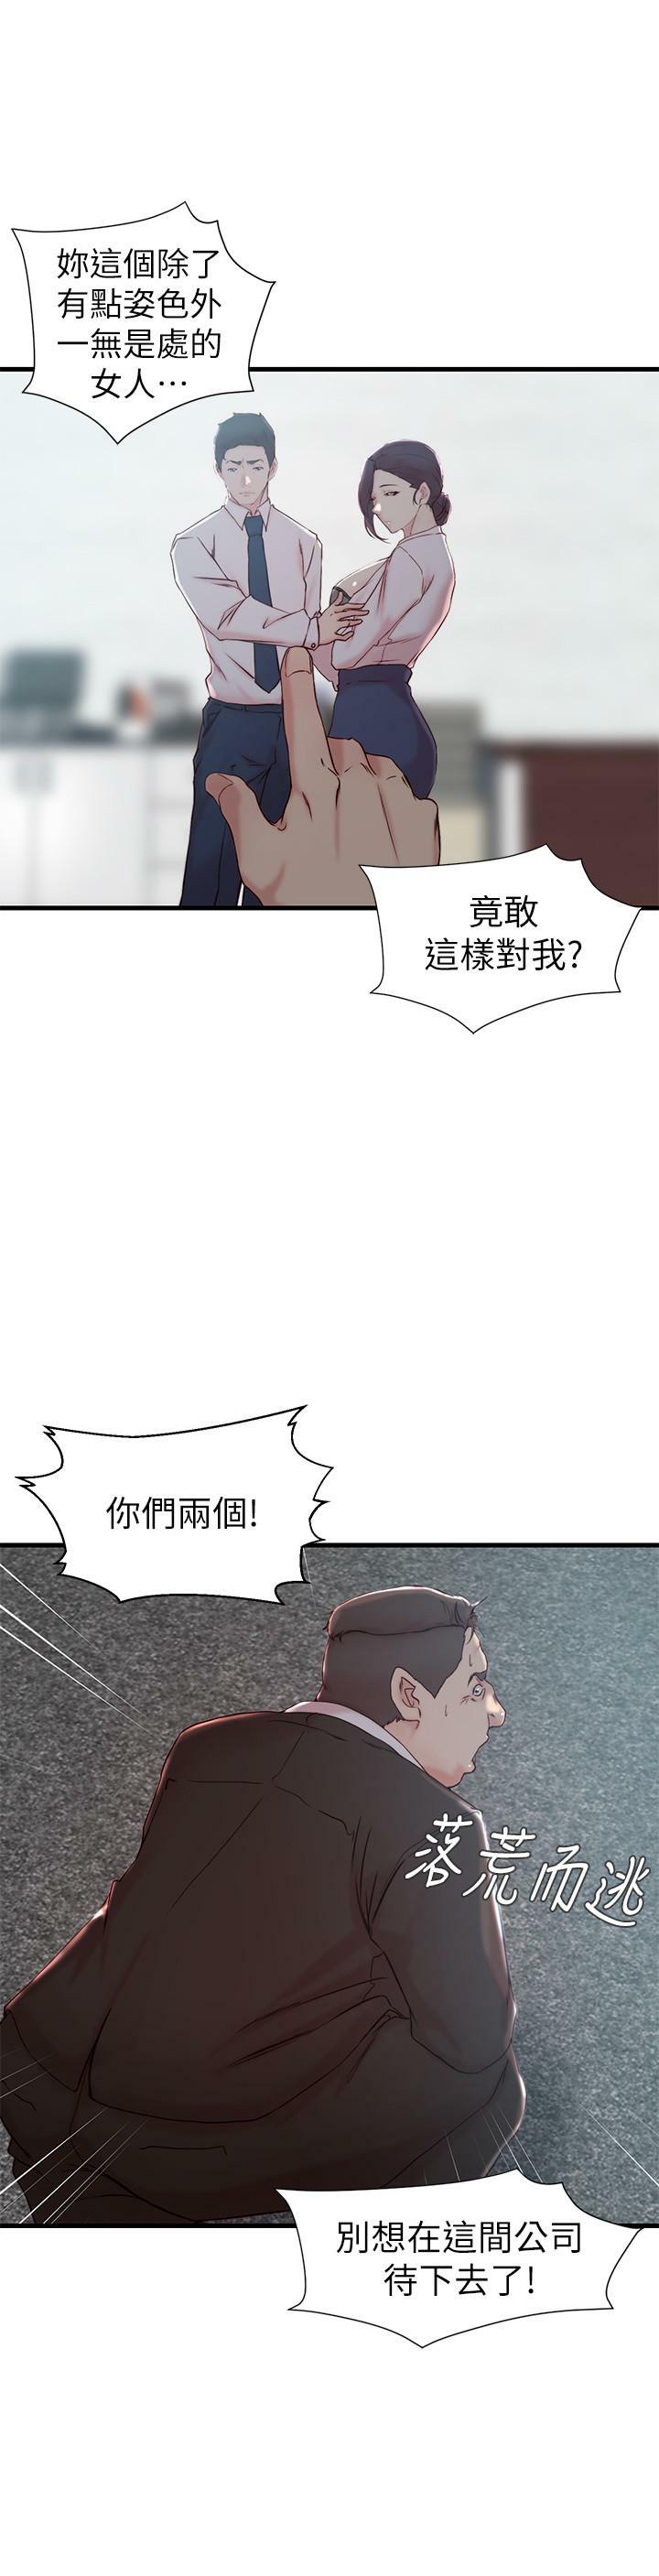 妳這個除了
有點姿色外
一無是處的
女人…
竟敢
這樣對我?
你們兩個!
落荒而逃
別想在這間公司
待下去了!